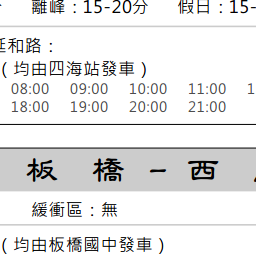 離峰：15-20分 假日：15-
延和路：
( 均由四海站發車 )
08:00 09:00 10:00 11:00
18:00 19:00 20:00 21:00
板 橋 – 西
緩衝區：無
( 均由板橋國中發車 )